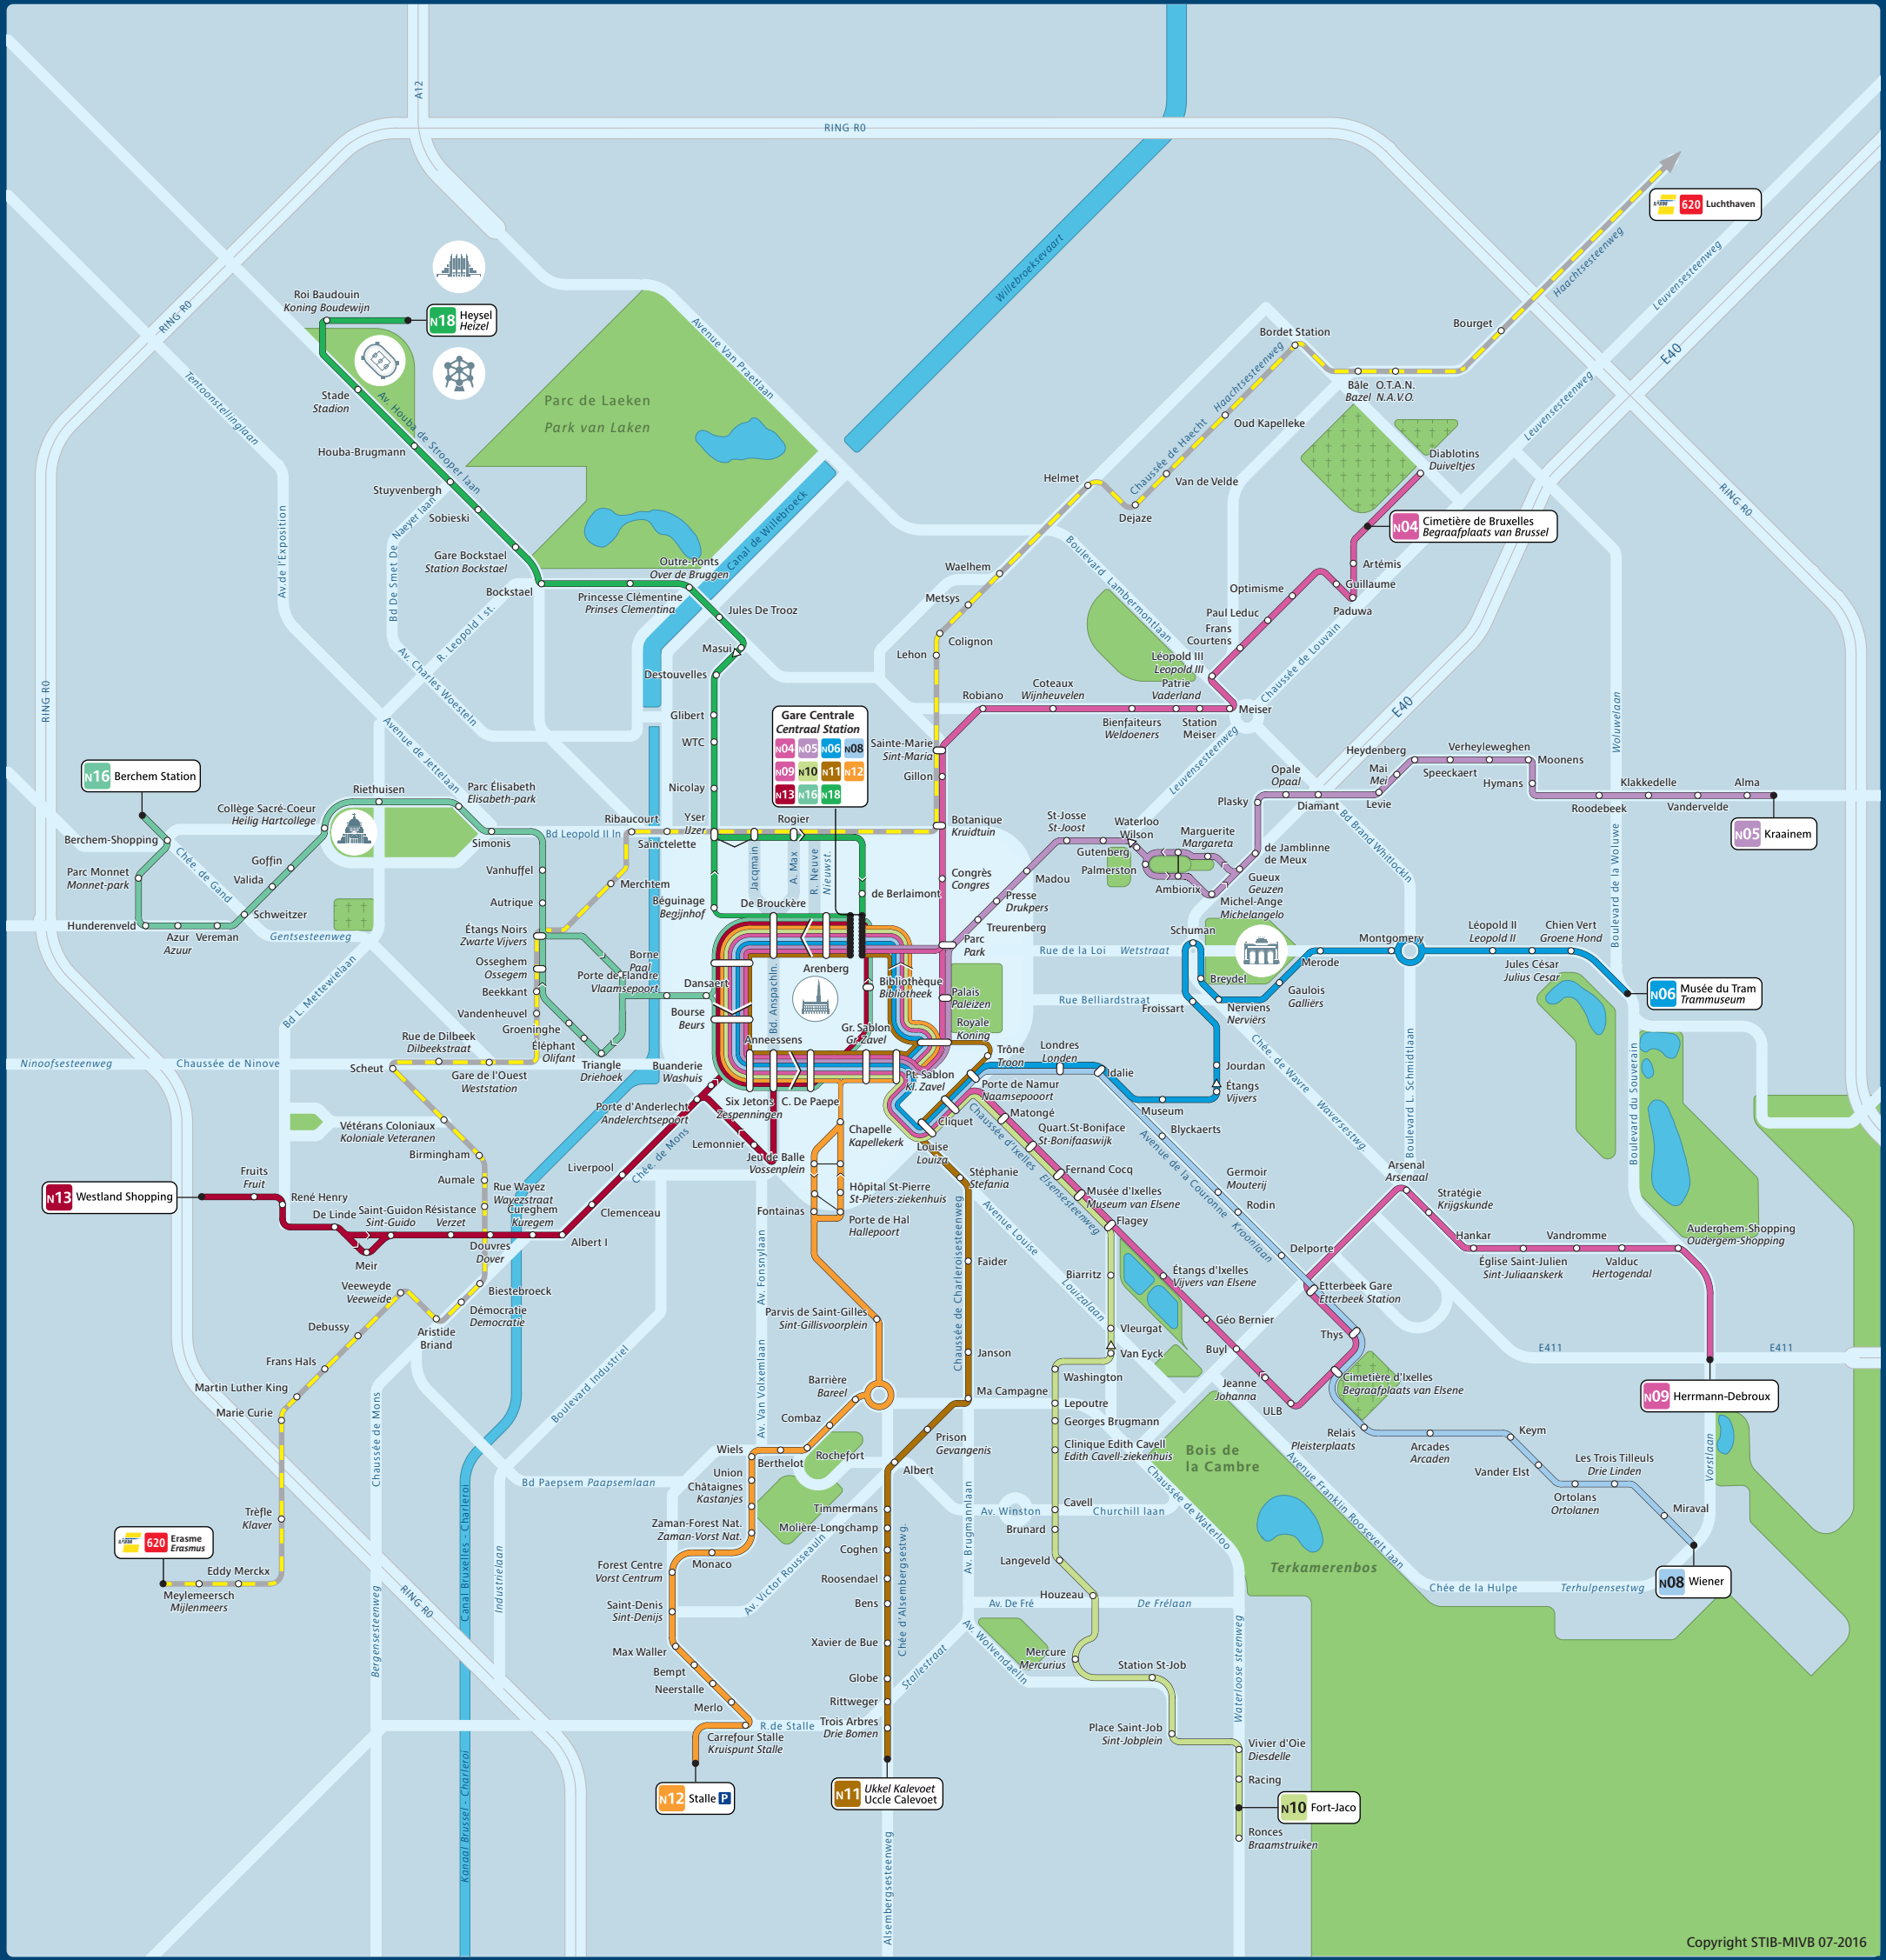 A12
RING R0
620 Luchthaven
Haachtsesteenweg
Leuvensesteenweg
Willebroeksevaart
Roi Baudouin
Koning Boudewijn
N18 Heysel
Heizel
Bourget
Bordet Station
E40
RING R0
Avenue Van Praetlaan
Haachtsesteenweg
Bâle
Bazel
O.T.A.N.
N.A.V.O.
Leuvensesteenweg
Tentoonstellinglaan
Stade
Stadion
Av. Houba de Strooper laan
Parc de Laeken
Park van Laken
Oud Kapelleke
Houba-Brugmann
Diablotins
Duiveltjes
Chaussée de Haecht
Helmet
Van de Velde
Stuyvenbergh
RING R0
Sobieski
Dejaze
N04 Cimetière de Bruxelles
Begraafplaats van Brussel
Canal de Willebroeck
Av.de l'Exposition
Bd De Smet De Naeyer laan
Gare Bockstael
Station Bockstael
Outre-Ponts
Over de Bruggen
Boulevard Lambermontlaan
Waelhem
Artémis
Bockstael
Princesse Clémentine
Prinses Clementina
Optimisme
Guillaume
Metsys
Jules De Trooz
Paul Leduc
Paduwa
R. Leopold I st.
Frans
Courtens
Colignon
Masui
Lehon
Av. Charles Woesteln
Léopold III
Leopold III
Chaussée de Louvain
Destouvelles
Robiano
Coteaux
Wijnheuvelen
Patrie
Vaderland
RING R0
E40
Woluwelaan
Glibert
Gare Centrale
Centraal Station
N04 N05 N06 N08
N09 N10 N11 N12
N13 N16 N18
Bienfaiteurs
Weldoeners
Station
Meiser
Meiser
Avenue de Jettelaan
WTC
Sainte-Marie
Sint-Maria
Leuvensesteenweg
Heydenberg
Verheyleweghen
N16 Berchem Station
Gillon
Opale
Opaal
Mai
Mei
Speeckaert
Moonens
Riethuisen
Parc Élisabeth
Elisabeth-park
Nicolay
Hymans
Klakkedelle
Alma
Collège Sacré-Coeur
Heilig Hartcollege
Plasky
Diamant
Levie
Roodebeek
Vandervelde
Ribaucourt
Yser
IJzer
Rogier
Botanique
Kruidtuin
St-Josse
St-Joost
Waterloo
Wilson
Marguerite
Margareta
Bd Brand Whitlockln
N05 Kraainem
Berchem-Shopping
Simonis
Bd Leopold II ln
Sainctelette
Gutenberg
de Jamblinne
de Meux
Chée. de Gand
Goffin
Jacqmain
A. Max
R. Neuve
Nieuwst.
Parc Monnet
Monnet-park
Valida
Vanhuffel
Merchtem
Congrès
Congres
Madou
Palmerston
Gueux
Geuzen
Autrique
de Berlaimont
Ambiorix
Boulevard de la Woluwe
Béguinage
Begijnhof
De Brouckère
Presse
Drukpers
Michel-Ange
Michelangelo
Schweitzer
Hunderenveld
Azur
Azuur
Vereman
Gentsesteenweg
Étangs Noirs
Zwarte Vijvers
Treurenberg
Schuman
Montgomery
Léopold II
Leopold II
Chien Vert
Groene Hond
Parc
Park
Rue de la Loi
Wetstraat
Osseghem
Ossegem
Borne
Paal
Arenberg
Merode
Jules César
Julius Cesar
Porte de Flandre
Vlaamsepoort
Dansaert
Bibliothèque
Bibliotheek
Breydel
Beekkant
Palais
Paleizen
Gaulois
Galliërs
N06 Musée du Tram
Trammuseum
Bd L. Mettewielaan
Bd. Anspachln.
Rue Belliardstraat
Nerviens
Nerviërs
Vandenheuvel
Bourse
Beurs
Froissart
Groeninghe
Gr. Sablon
Gr. Zavel
Royale
Koning
Rue de Dilbeek
Dilbeekstraat
Éléphant
Olifant
Anneessens
Ninoofsesteenweg
Chaussée de Ninove
Trône
Troon
Londres
Londen
Chée. de Wavre
Scheut
Gare de l'Ouest
Weststation
Triangle
Driehoek
Buanderie
Washuis
Pt. Sablon
Kl. Zavel
Idalie
Jourdan
Porte de Namur
Naamsepooort
Étangs
Vijvers
Six Jetons
Zespenningen
C. De Paepe
Porte d'Anderlecht
Anderlechtsepoort
Cliquet
Matongé
Museum
Waversestwg.
Boulevard L. Schmidtlaan
Boulevard du Souverain
Vétérans Coloniaux
Koloniale Veteranen
Chapelle
Kapellekerk
Quart.St-Boniface
St-Bonifaaswijk
Blyckaerts
Lemonnier
Louise
Louiza
Chaussée d'Ixelles
Birmingham
Chée. de Mons
Jeu de Balle
Vossenplein
Fernand Cocq
Avenue de la Couronne
Arsenal
Arsenaal
Liverpool
Stéphanie
Stefania
Germoir
Mouterij
N13 Westland Shopping
Fruits
Fruit
Aumale
Rue Wayez
Wayezstraat
Hôpital St-Pierre
St-Pieters-ziekenhuis
Elsensesteenweg
Musée d'Ixelles
Museum van Elsene
Stratégie
Krijgskunde
René Henry
Clemenceau
Rodin
De Linde
Saint-Guidon
Sint-Guido
Résistance
Verzet
Cureghem
Kuregem
Fontainas
Porte de Hal
Hallepoort
Avenue Louise
Flagey
Auderghem-Shopping
Oudergem-Shopping
Albert I
Kroonlaan
Hankar
Vandromme
Meir
Douvres
Dover
Delporte
Faider
Église Saint-Julien
Sint-Juliaanskerk
Valduc
Hertogendal
Biarritz
Étangs d'Ixelles
Vijvers van Elsene
Veeweyde
Veeweide
Biestebroeck
Av. Fonsnylaan
Chaussée de Charleroisesteenweg
Louizalaan
Etterbeek Gare
Etterbeek Station
Démocratie
Democratie
Parvis de Saint-Gilles
Sint-Gillisvoorplein
Géo Bernier
Debussy
Aristide
Briand
Vleurgat
Thys
Boulevard Industriel
Buyl
E411
E411
Frans Hals
Janson
Van Eyck
Martin Luther King
Barrière
Bareel
Washington
Jeanne
Johanna
Cimetière d'Ixelles
Begraafplaats van Elsene
N09 Herrmann-Debroux
Ma Campagne
Marie Curie
Av. Van Volxemlaan
Lepoutre
ULB
Combaz
Georges Brugmann
Chaussée de Mons
Prison
Gevangenis
Relais
Pleisterplaats
Arcades
Arcaden
Keym
Wiels
Berthelot
Rochefort
Clinique Edith Cavell
Edith Cavell-ziekenhuis
Bois de
la Cambre
Vander Elst
Les Trois Tilleuls
Drie Linden
Vorstlaan
Bd Paepsem Paapsemlaan
Union
Albert
Châtaignes
Kastanjes
Ortolans
Ortolanen
Cavell
Chaussée de Waterloo
Avenue Franklin Roosevelt laan
Trèfle
Klaver
Timmermans
Av. Winston Churchill laan
Miraval
Zaman-Forest Nat.
Zaman-Vorst Nat.
Molière-Longchamp
Brunard
620 Erasme
Erasmus
Monaco
Coghen
Langeveld
Eddy Merckx
Forest Centre
Vorst Centrum
Roosendael
Terkamerenbos
N08 Wiener
Meylemeersch
Mijlenmeers
RING R0
Canal Bruxelles - Charleroi
Industrielaan
Av. Victor Rousseauln
Av. Brugmannlaan
Houzeau
Chée de la Hulpe
Terhulpensestwg
Saint-Denis
Sint-Denijs
Bens
Av. De Fré
De Frélaan
Chée d'Alsembergsestwg.
Bergensesteenweg
Max Waller
Xavier de Bue
Av. Wolvendaelln
Mercure
Mercurius
Waterloose steenweg
Bempt
Globe
Stallestraat
Station St-Job
Neerstalle
Merlo
Rittweger
R.de Stalle
Trois Arbres
Drie Bomen
Carrefour Stalle
Kruispunt Stalle
Place Saint-Job
Sint-Jobplein
Vivier d'Oie
Diesdelle
Racing
N12 Stalle P
N11 Ukkel Kalevoet
Uccle Calevoet
N10 Fort-Jaco
Kanaal Brussel - Charleroi
Ronces
Braamstruiken
Alsembergsesteenweg
Copyright STIB-MIVB 07-2016